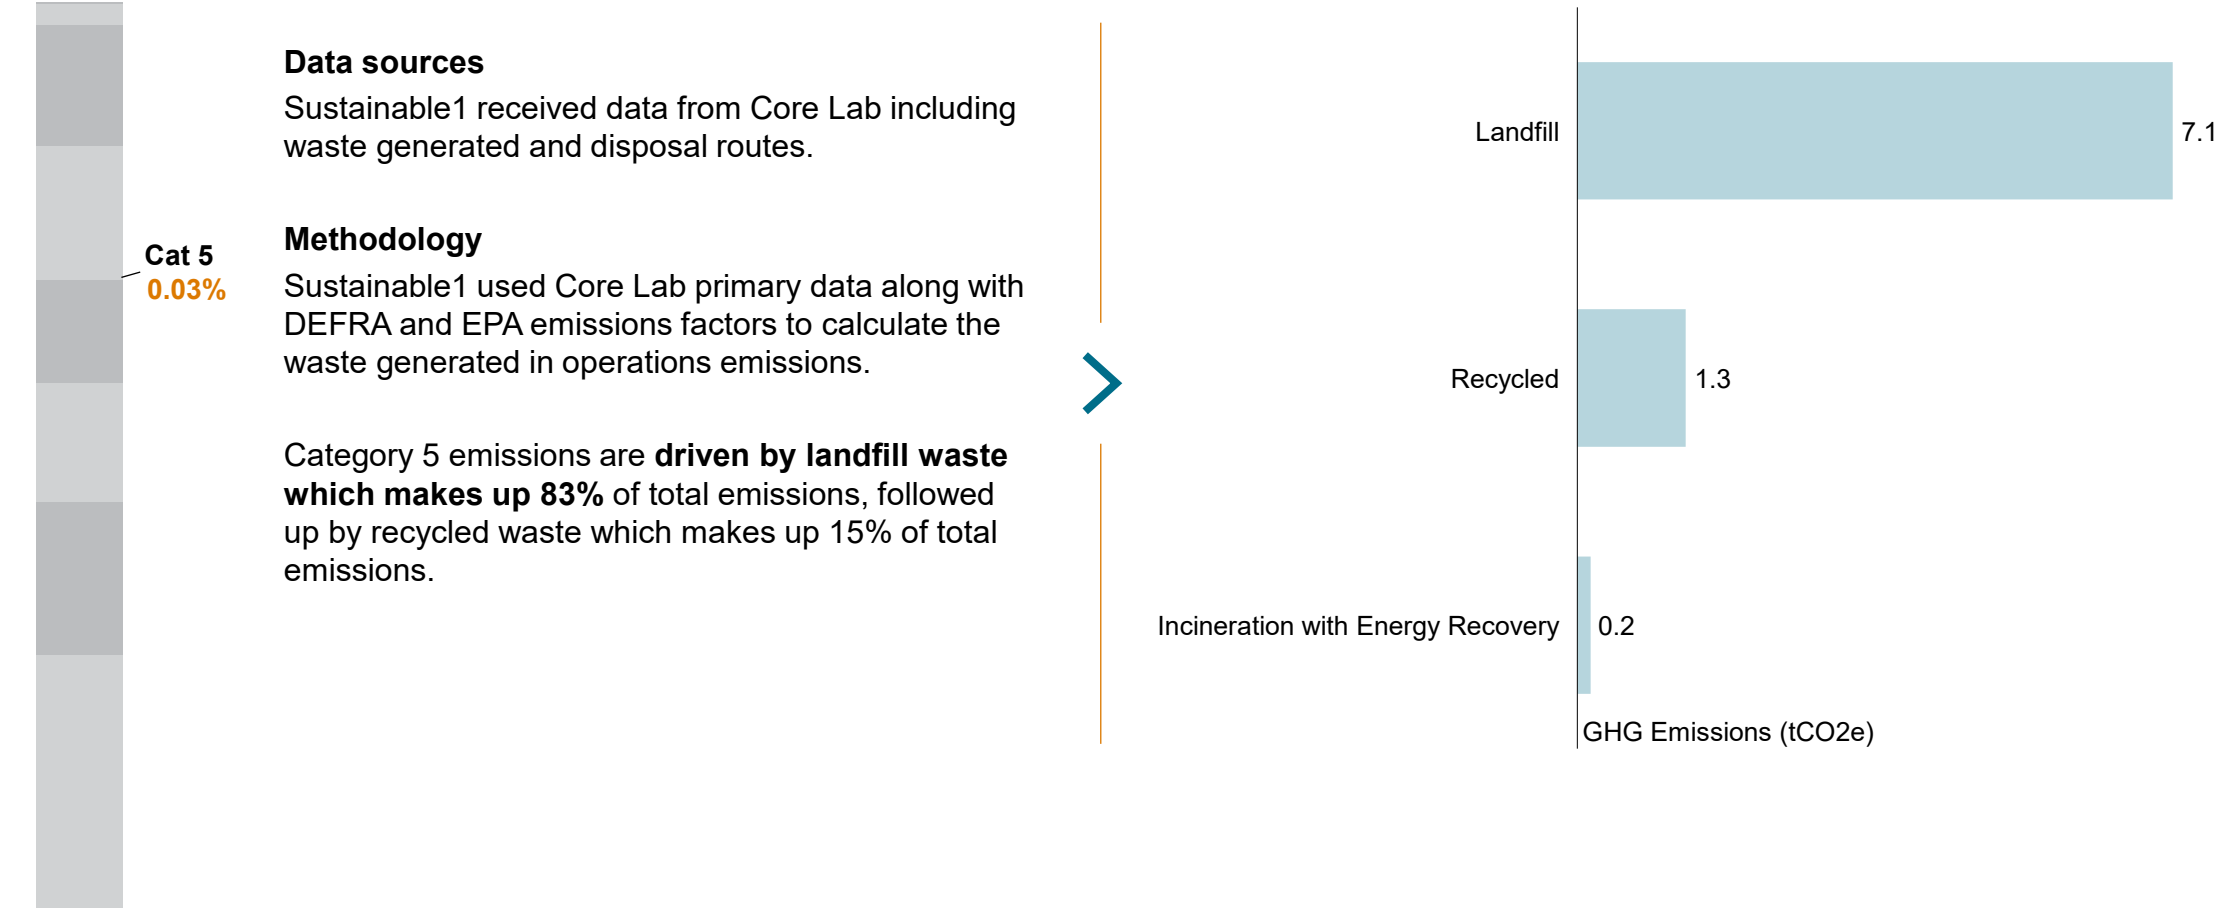 Cat 5
0.03%
Data sources
Sustainable1 received data from Core Lab including
waste generated and disposal routes.
Methodology
Sustainable1 used Core Lab primary data along with
DEFRA and EPA emissions factors to calculate the
waste generated in operations emissions.
Category 5 emissions are driven by landfill waste
which makes up 83% of total emissions, followed
up by recycled waste which makes up 15% of total
emissions.
Landfill 7.1
Recycled 1.3
Incineration with Energy Recovery 0.2
GHG Emissions (tCO2e)